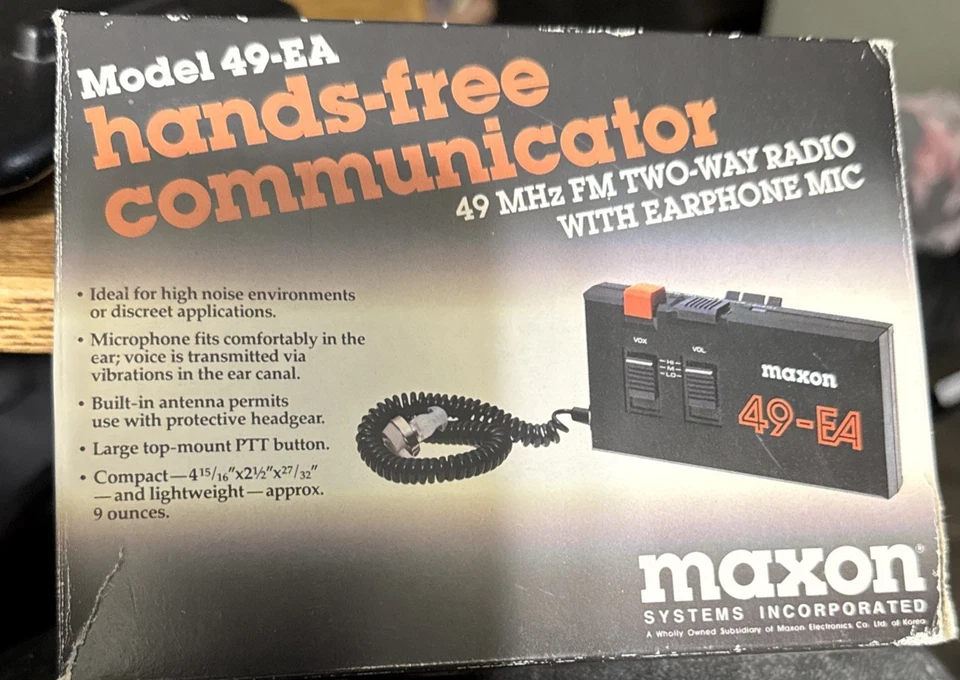 Model 49-EA
hands-free
communicator
49 MHz FM TWO-WAY RADIO
WITH EARPHONE MIC
• Ideal for high noise environments
or discreet applications.
• Microphone fits comfortably in the
ear; voice is transmitted via
vibrations in the ear canal.
• Built-in antenna permits
use with protective headgear.
• Large top-mount PTT button.
• Compact—4 15/16"x2½"x27/32"
—and lightweight—approx.
9 ounces.
VOX
VOL
HI
M
LO
maxon
49-EA
maxon®
SYSTEMS INCORPORATED
A Wholly Owned Subsidiary of Maxon Electronics Co. Ltd. of Korea